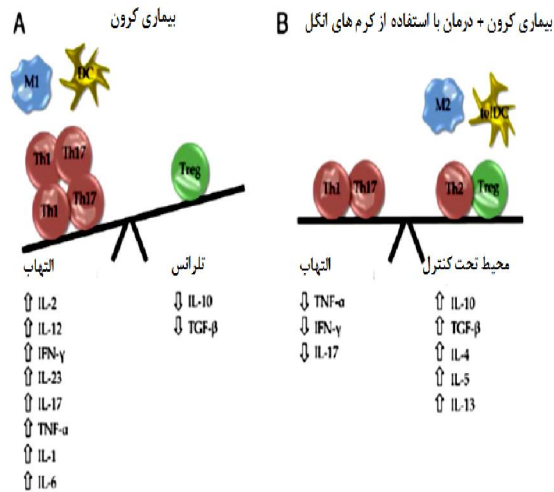 A
بیماری کرون
M1
DC
Th1
Th17
Th1
Th17
Treg
التهاب
تلرانس
⇧ IL-2
⇧ IL-12
⇧ IFN-γ
⇧ IL-23
⇧ IL-17
⇧ TNF-α
⇧ IL-1
⇧ IL-6
⇩ IL-10
⇩ TGF-β
B
بیماری کرون + درمان با استفاده از کرم های انگل
M2
tolDC
Th1
Th17
Th2
Treg
التهاب
محیط تحت کنترل
⇩ TNF-α
⇩ IFN-γ
⇩ IL-17
⇧ IL-10
⇧ TGF-β
⇧ IL-4
⇧ IL-5
⇧ IL-13